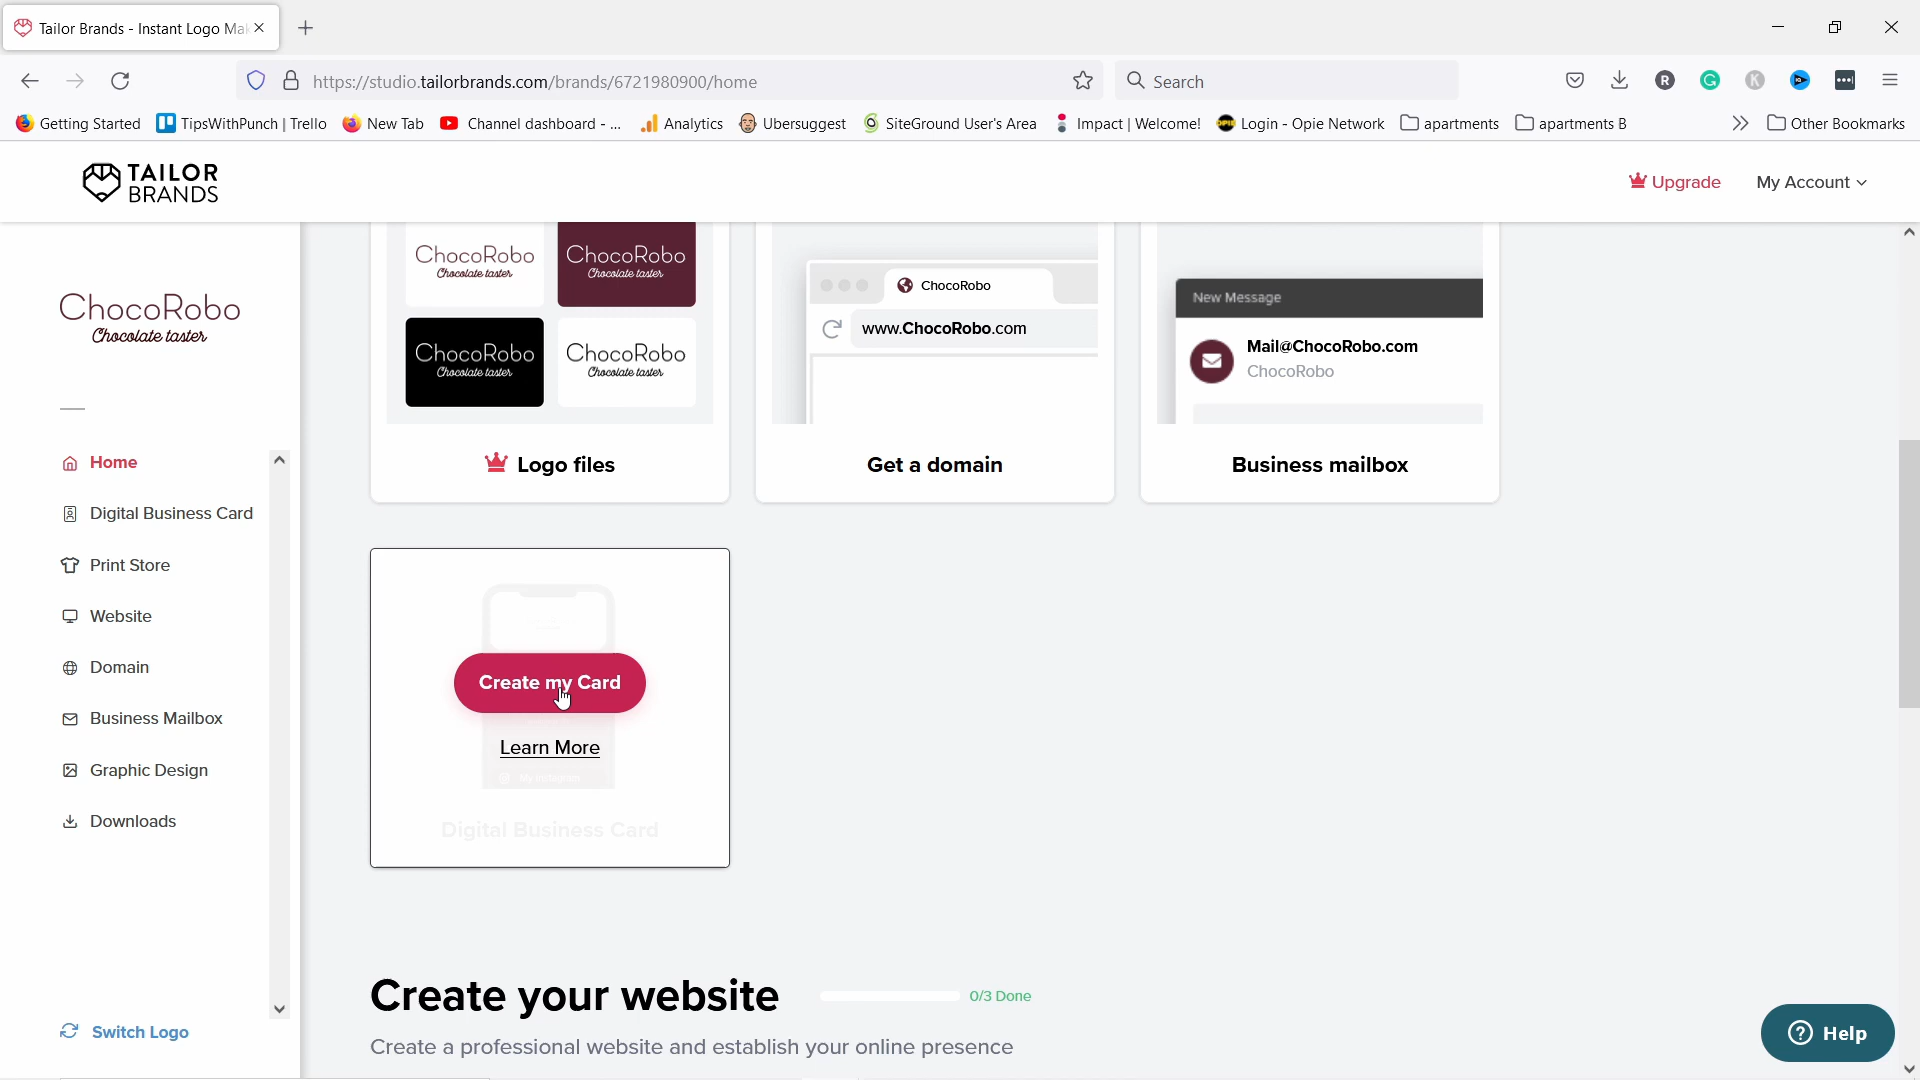 Tailor Brands - Instant Logo Ma
https://studio.tailorbrands.com/brands/6721980900/home
Search
Getting Started
TipsWithPunch | Trello
New Tab
Channel dashboard - ...
Analytics
Ubersuggest
SiteGround User's Area
Impact | Welcome!
Login - Opie Network
apartments
apartments B
Other Bookmarks
TAILOR
BRANDS
Upgrade
My Account
ChocoRobo
Chocolate taster
Home
Digital Business Card
Print Store
Website
Domain
Business Mailbox
Graphic Design
Downloads
Switch Logo
ChocoRobo
Chocolate taster
ChocoRobo
Chocolate taster
ChocoRobo
Chocolate taster
ChocoRobo
Chocolate taster
Logo files
ChocoRobo
www.ChocoRobo.com
Get a domain
New Message
Mail@ChocoRobo.com
ChocoRobo
Business mailbox
Create my Card
Learn More
My Instagram
Digital Business Card
Create your website
0/3 Done
Create a professional website and establish your online presence
Help